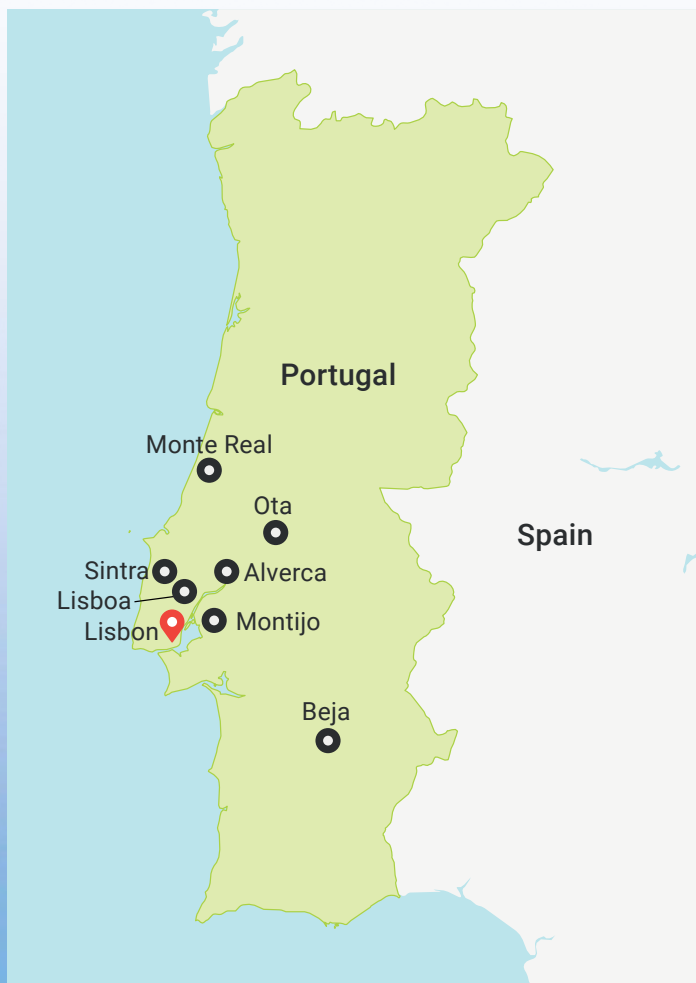 Portugal
Monte Real
Ota
Spain
Sintra
Alverca
Lisboa
Lisbon
Montijo
Beja